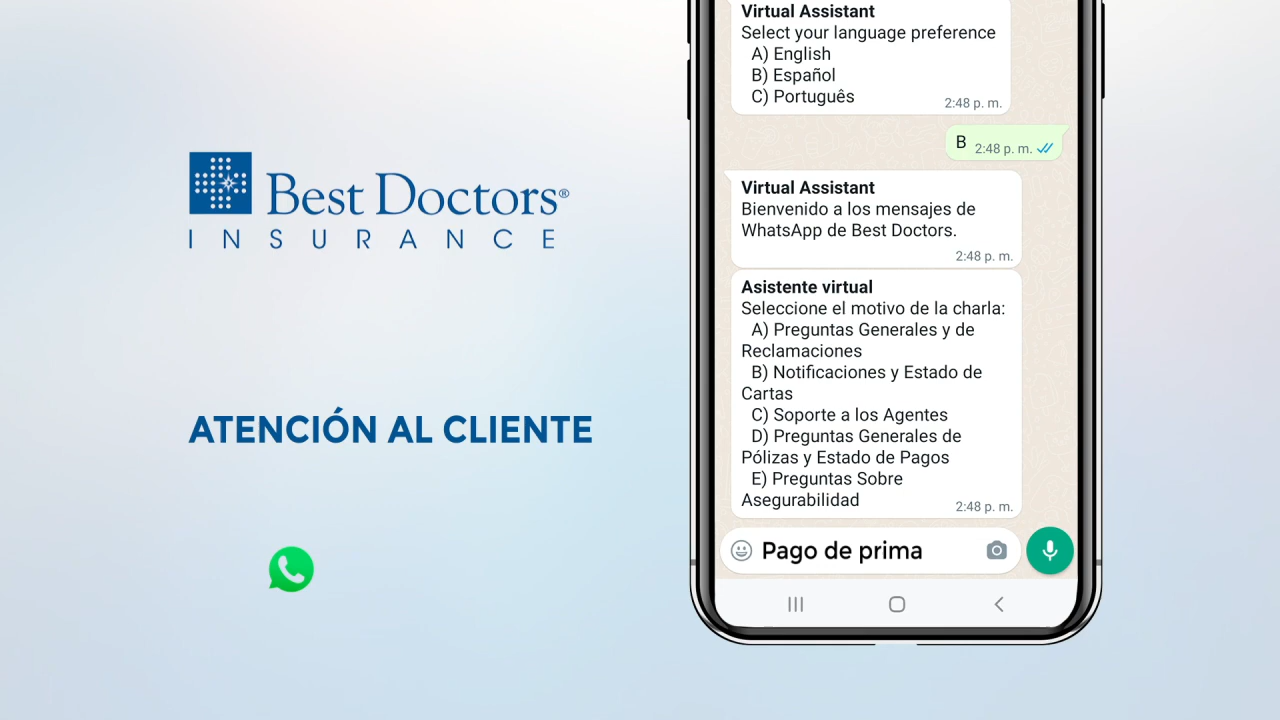 Best Doctors®
INSURANCE
ATENCIÓN AL CLIENTE
Virtual Assistant
Select your language preference
A) English
B) Español
C) Português
2:48 p. m.
B 2:48 p. m.
Virtual Assistant
Bienvenido a los mensajes de
WhatsApp de Best Doctors.
2:48 p. m.
Asistente virtual
Seleccione el motivo de la charla:
A) Preguntas Generales y de
Reclamaciones
B) Notificaciones y Estado de
Cartas
C) Soporte a los Agentes
D) Preguntas Generales de
Pólizas y Estado de Pagos
E) Preguntas Sobre
Asegurabilidad
2:48 p. m.
Pago de prima